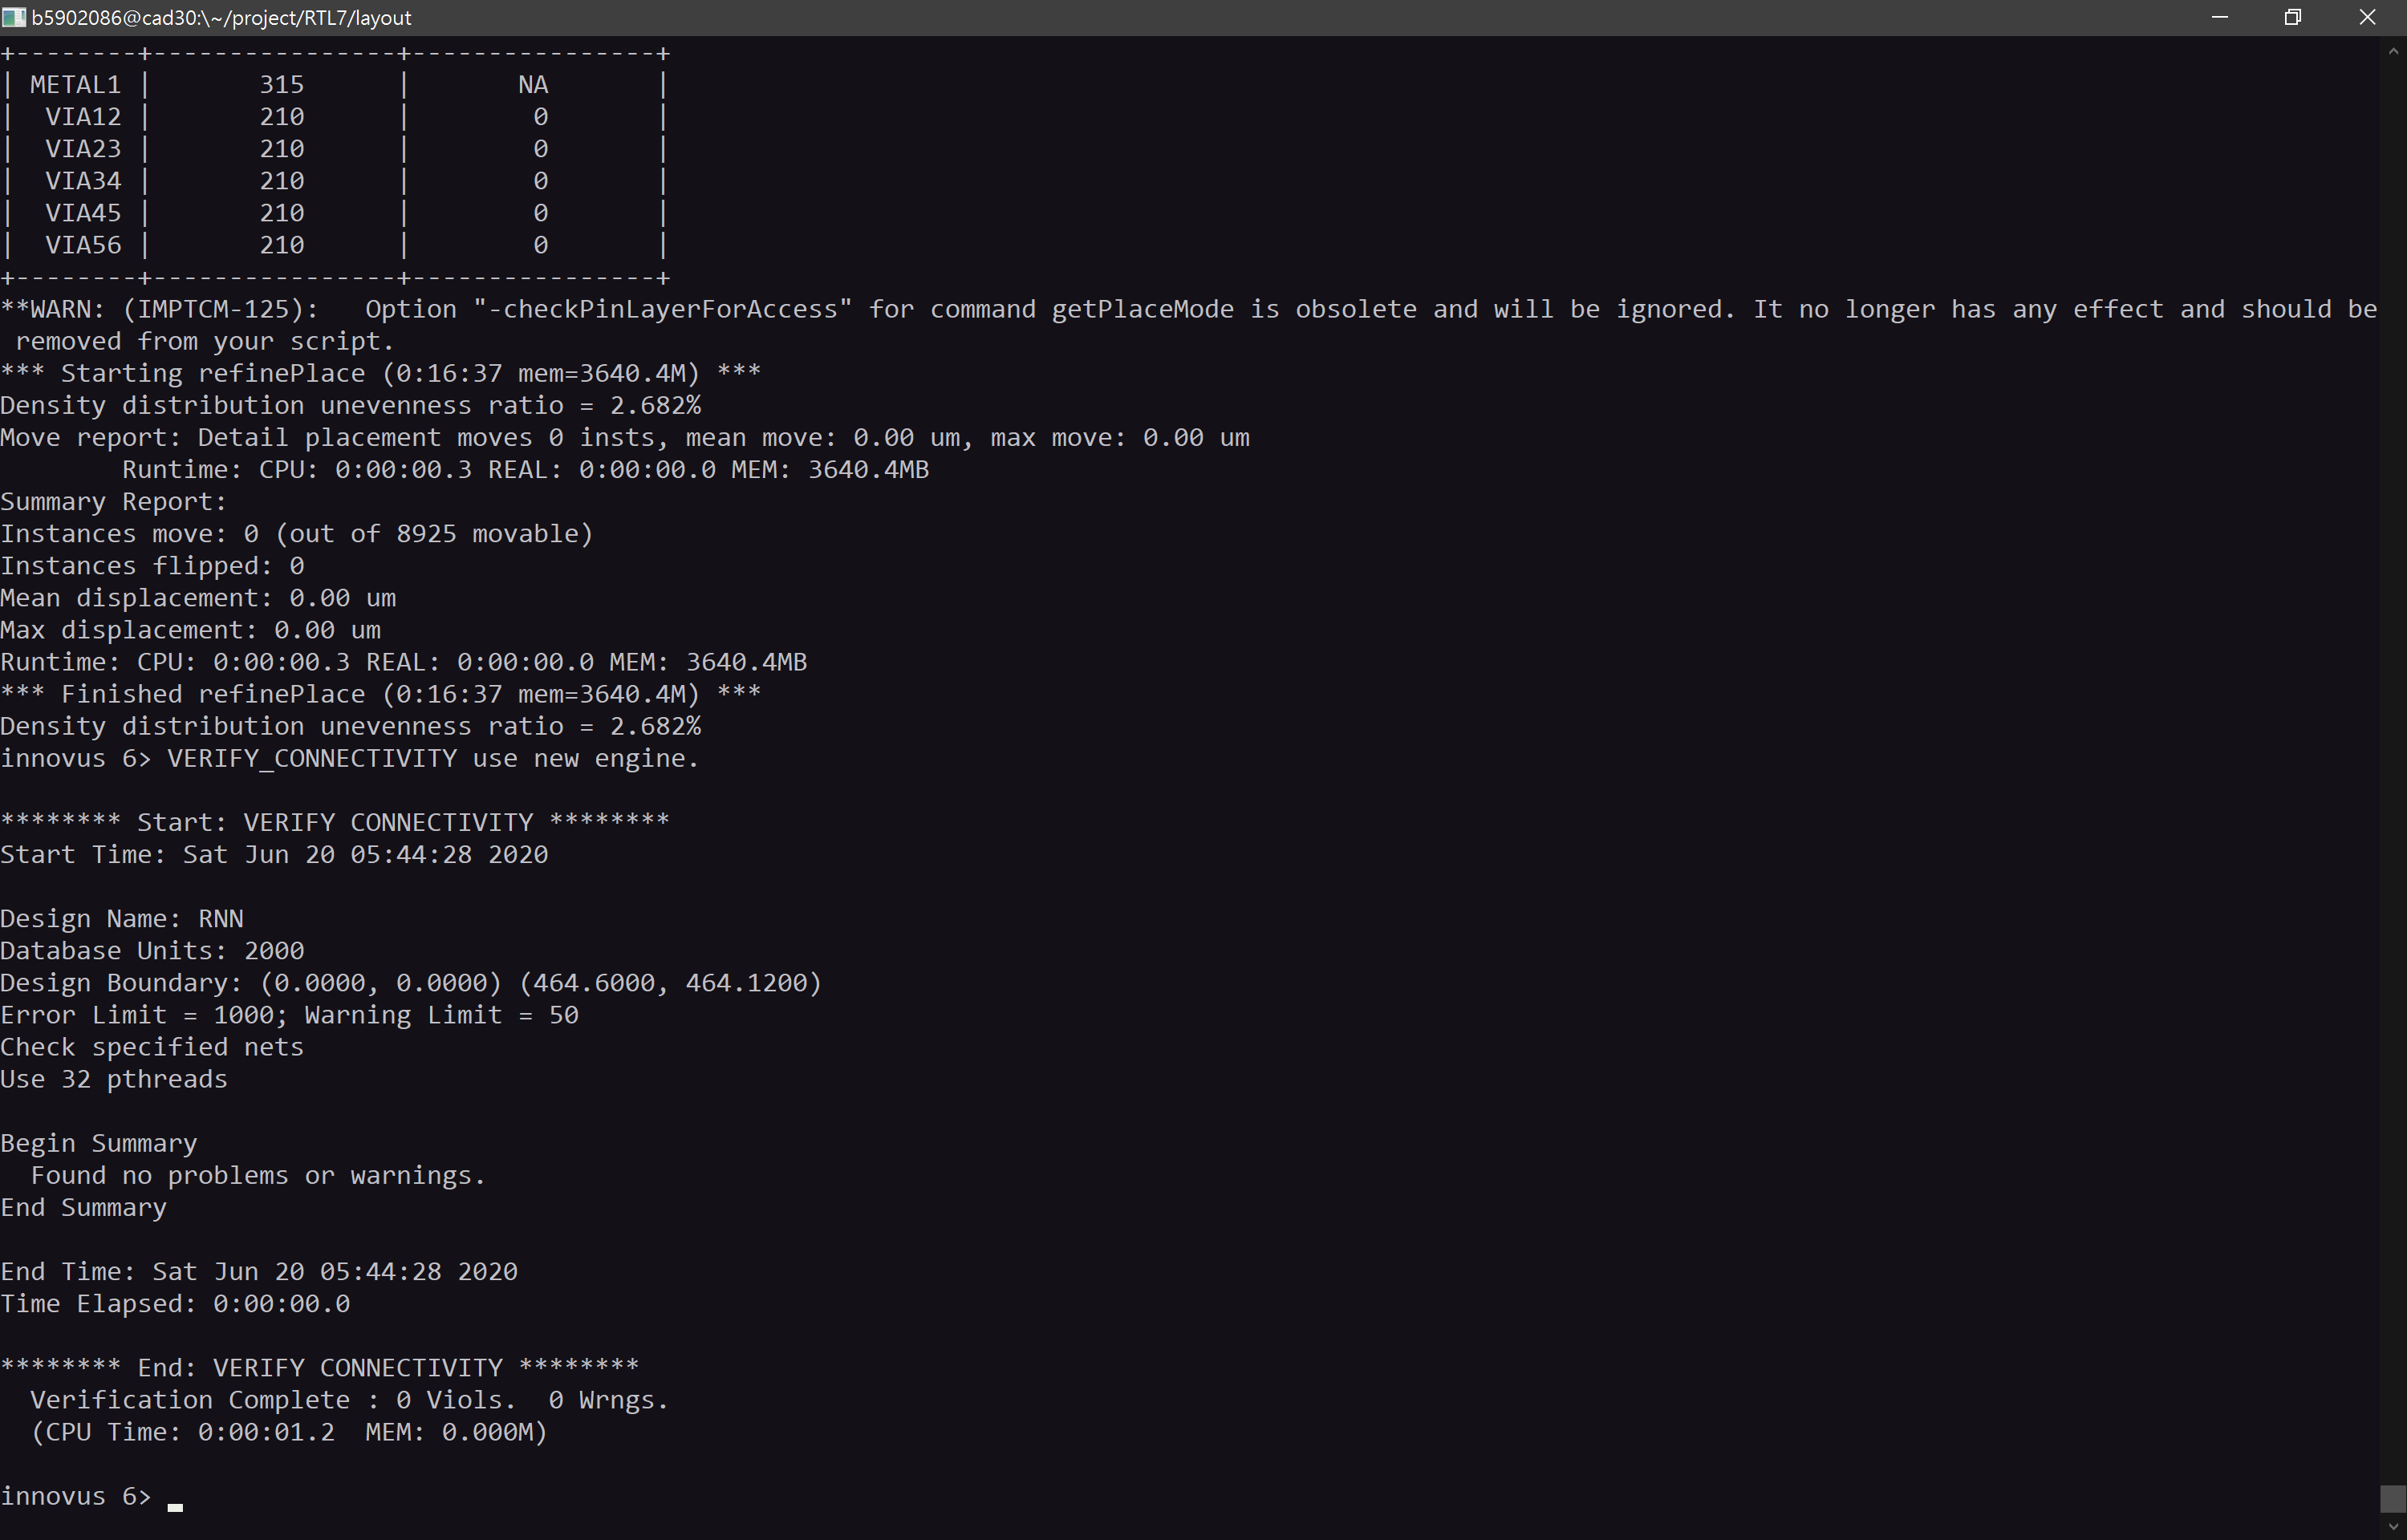 b5902086@cad30:\~/project/RTL7/layout
+--------+----------------+----------------+
| METAL1 |       315      |       NA       |
|  VIA12 |       210      |        0       |
|  VIA23 |       210      |        0       |
|  VIA34 |       210      |        0       |
|  VIA45 |       210      |        0       |
|  VIA56 |       210      |        0       |
+--------+----------------+----------------+
**WARN: (IMPTCM-125):   Option "-checkPinLayerForAccess" for command getPlaceMode is obsolete and will be ignored. It no longer has any effect and should be
 removed from your script.
*** Starting refinePlace (0:16:37 mem=3640.4M) ***
Density distribution unevenness ratio = 2.682%
Move report: Detail placement moves 0 insts, mean move: 0.00 um, max move: 0.00 um
        Runtime: CPU: 0:00:00.3 REAL: 0:00:00.0 MEM: 3640.4MB
Summary Report:
Instances move: 0 (out of 8925 movable)
Instances flipped: 0
Mean displacement: 0.00 um
Max displacement: 0.00 um
Runtime: CPU: 0:00:00.3 REAL: 0:00:00.0 MEM: 3640.4MB
*** Finished refinePlace (0:16:37 mem=3640.4M) ***
Density distribution unevenness ratio = 2.682%
innovus 6> VERIFY_CONNECTIVITY use new engine.

******** Start: VERIFY CONNECTIVITY ********
Start Time: Sat Jun 20 05:44:28 2020

Design Name: RNN
Database Units: 2000
Design Boundary: (0.0000, 0.0000) (464.6000, 464.1200)
Error Limit = 1000; Warning Limit = 50
Check specified nets
Use 32 pthreads

Begin Summary
  Found no problems or warnings.
End Summary

End Time: Sat Jun 20 05:44:28 2020
Time Elapsed: 0:00:00.0

******** End: VERIFY CONNECTIVITY ********
  Verification Complete : 0 Viols.  0 Wrngs.
  (CPU Time: 0:00:01.2  MEM: 0.000M)

innovus 6>